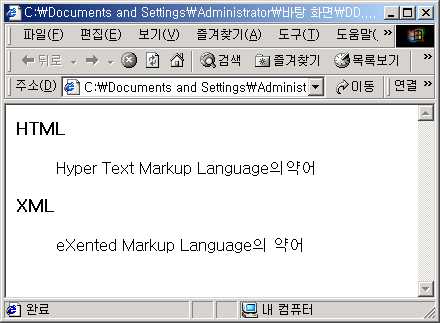 C:\Documents and Settings\Administrator\바탕 화면\DD....
파일(F) 편집(E) 보기(V) 즐겨찾기(A) 도구(T) 도움말( »
뒤로 검색 즐겨찾기 목록보기 »
주소(D) C:\Documents and Settings\Administ 이동 연결 »
HTML
Hyper Text Markup Language의약어
XML
eXented Markup Language의 약어
완료 내 컴퓨터